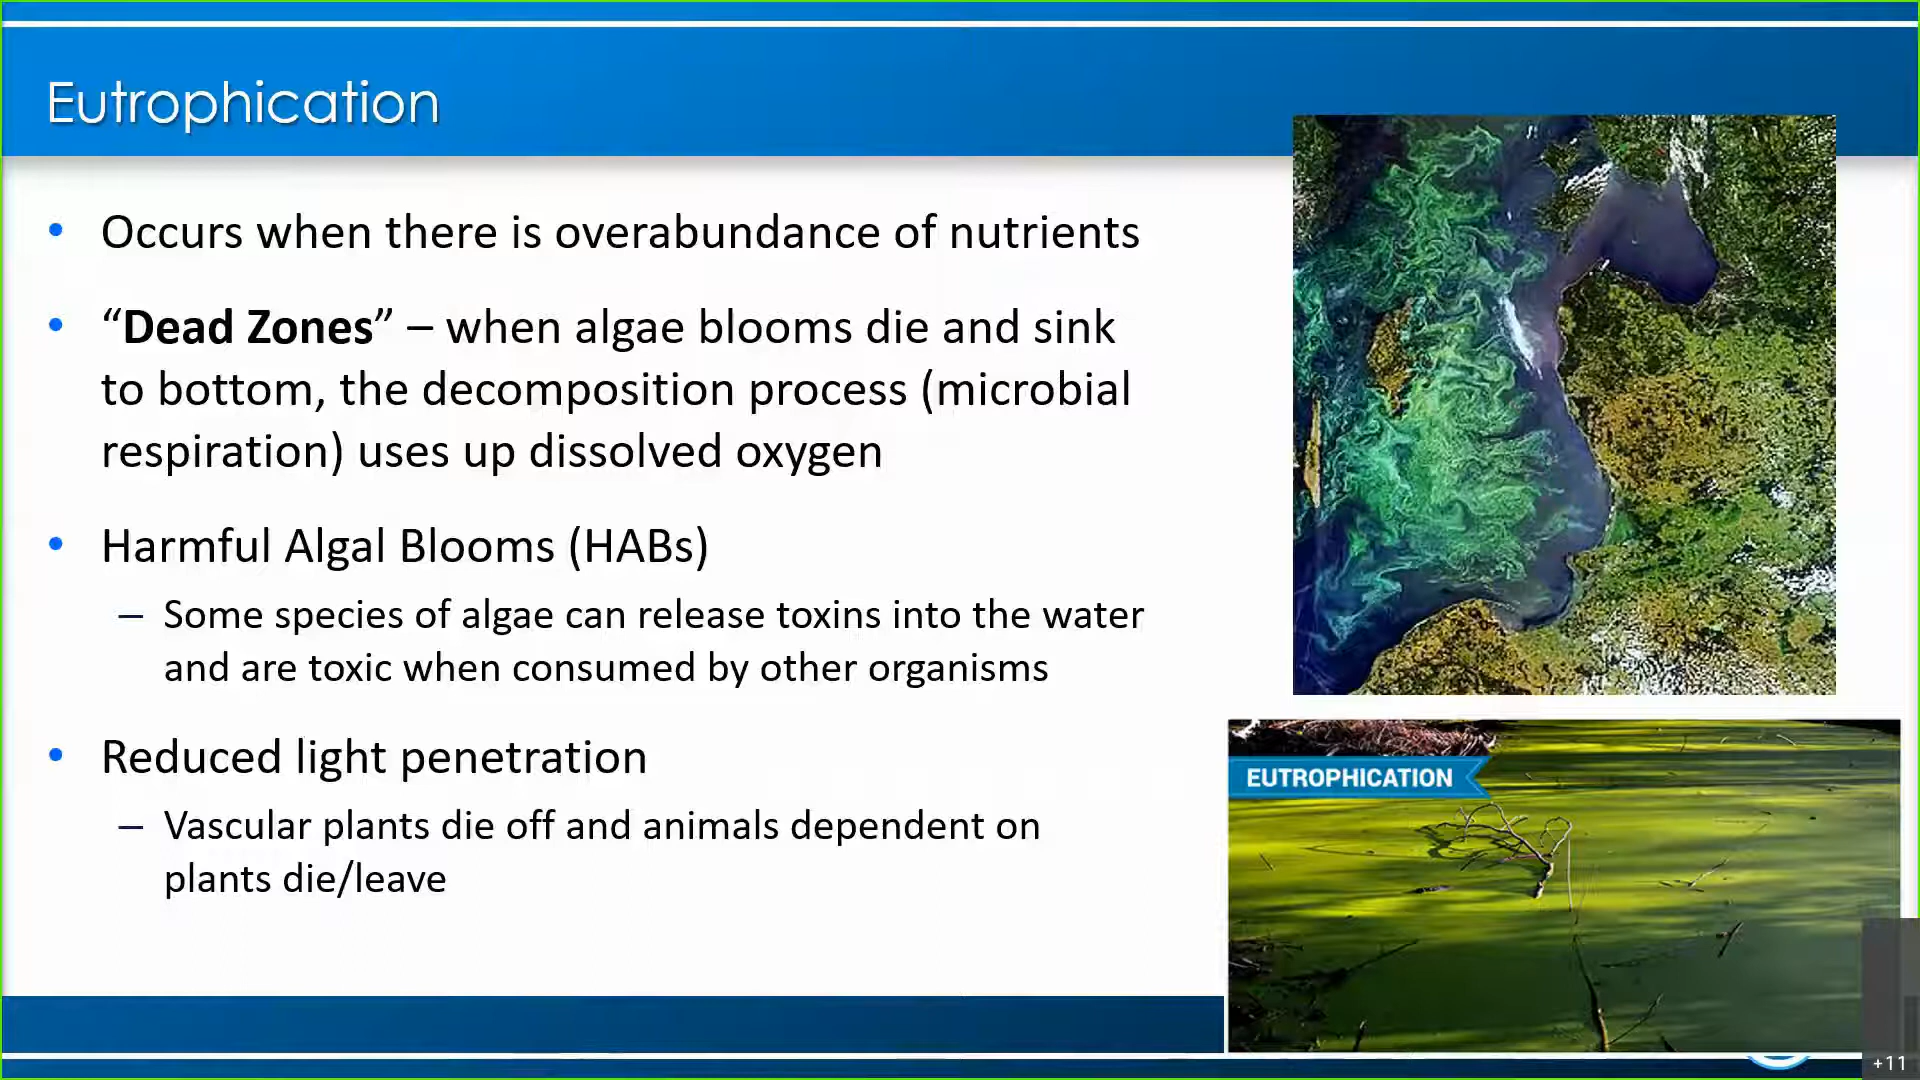 Eutrophication
• Occurs when there is overabundance of nutrients
• “Dead Zones” – when algae blooms die and sink
to bottom, the decomposition process (microbial
respiration) uses up dissolved oxygen
• Harmful Algal Blooms (HABs)
– Some species of algae can release toxins into the water
and are toxic when consumed by other organisms
• Reduced light penetration
– Vascular plants die off and animals dependent on
plants die/leave
EUTROPHICATION
+11